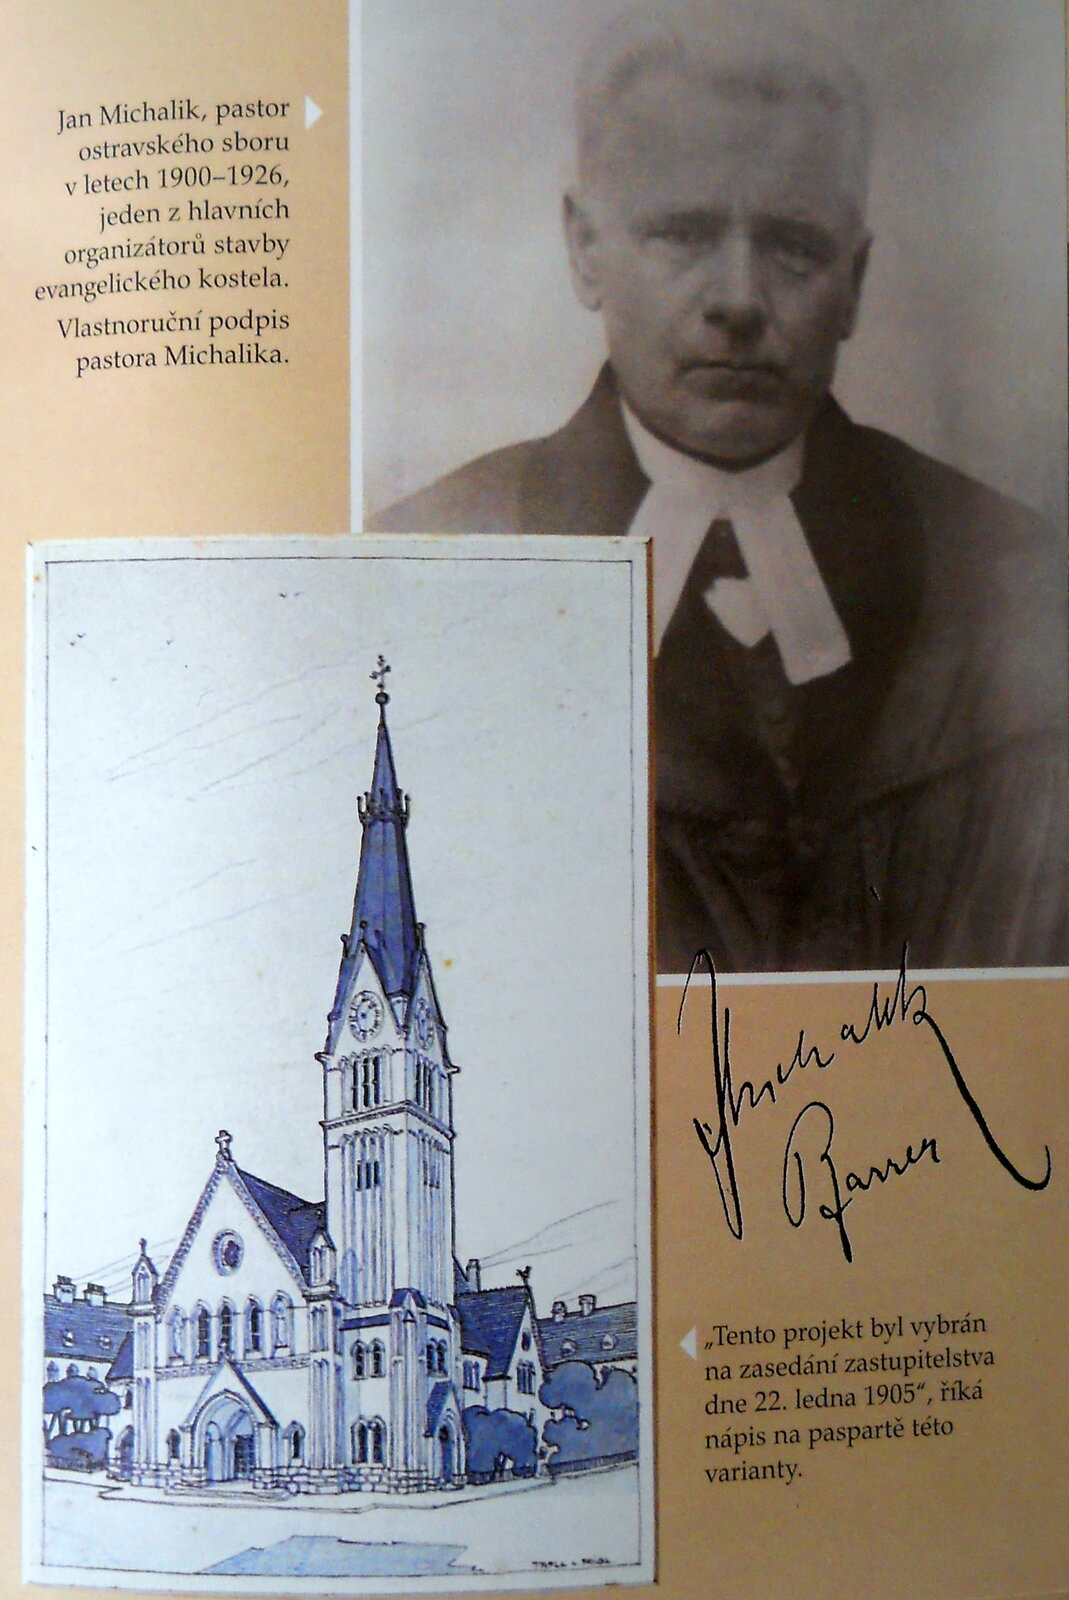 Jan Michalik, pastor
ostravského sboru
v letech 1900–1926,
jeden z hlavních
organizátorů stavby
evangelického kostela.
Vlastnoruční podpis
pastora Michalika.
Michalik
„Tento projekt byl vybrán
na zasedání zastupitelstva
dne 22. ledna 1905“, říká
nápis na paspartě této
varianty.